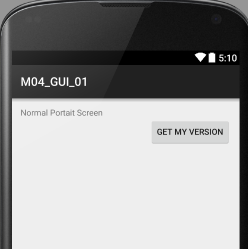 5:10
M04_GUI_01
Normal Portait Screen
GET MY VERSION